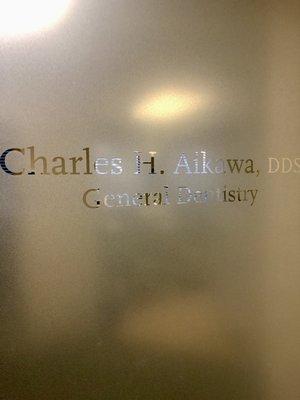 Charles H. Aikawa, DDS
General Dentistry